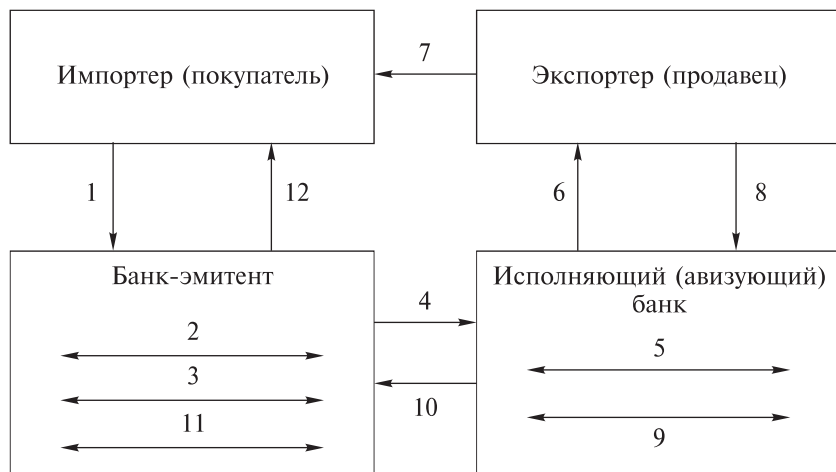 Импортер (покупатель)
7
Экспортер (продавец)
1
12
6
8
Банк-эмитент
2
3
11
4
10
Исполняющий (авизующий)
банк
5
9